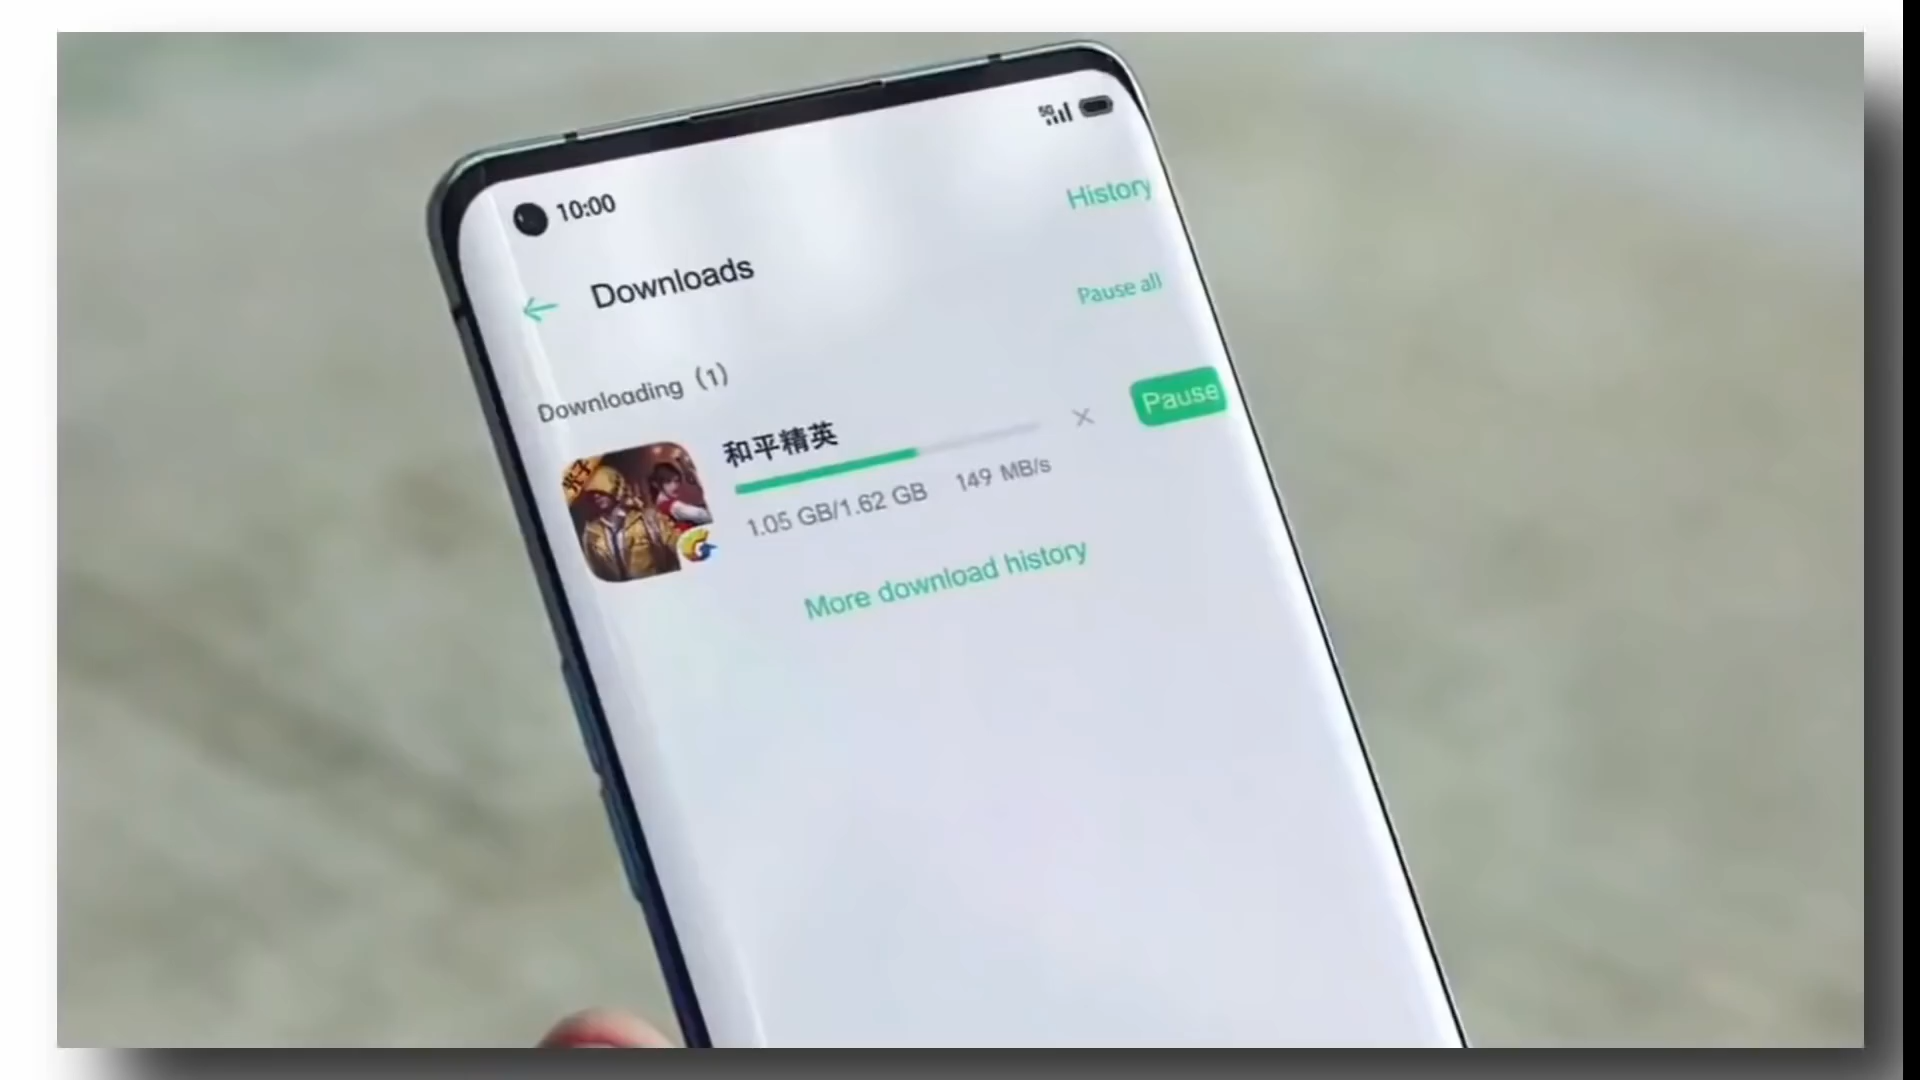 10:00
5G
History
Downloads
Pause all
Downloading (1)
和平精英
Pause
1.05 GB/1.62 GB 149 MB/s
More download history